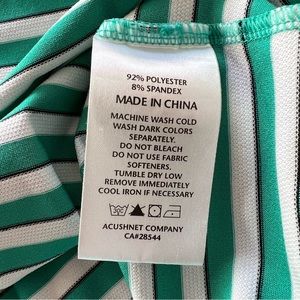 92% POLYESTER
8% SPANDEX
MADE IN CHINA
MACHINE WASH COLD
WASH DARK COLORS
SEPARATELY.
DO NOT BLEACH
DO NOT USE FABRIC
SOFTENERS.
TUMBLE DRY LOW
REMOVE IMMEDIATELY
COOL IRON IF NECESSARY
ACUSHNET COMPANY
CA#28544